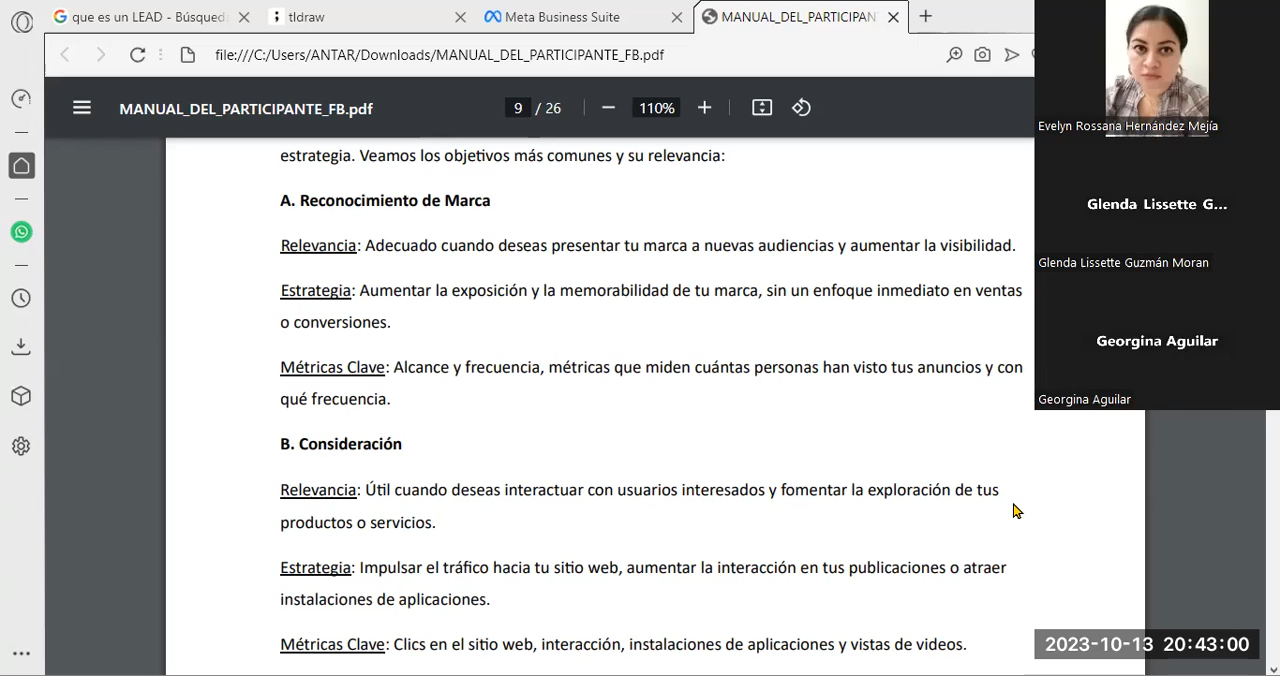 que es un LEAD - Búsqued
tldraw
Meta Business Suite
MANUAL_DEL_PARTICIPAN
file:///C:/Users/ANTAR/Downloads/MANUAL_DEL_PARTICIPANTE_FB.pdf
MANUAL_DEL_PARTICIPANTE_FB.pdf
9 / 26
110%
estrategia. Veamos los objetivos más comunes y su relevancia:
A. Reconocimiento de Marca
Relevancia: Adecuado cuando deseas presentar tu marca a nuevas audiencias y aumentar la visibilidad.
Estrategia: Aumentar la exposición y la memorabilidad de tu marca, sin un enfoque inmediato en ventas
o conversiones.
Métricas Clave: Alcance y frecuencia, métricas que miden cuántas personas han visto tus anuncios y con
qué frecuencia.
B. Consideración
Relevancia: Útil cuando deseas interactuar con usuarios interesados y fomentar la exploración de tus
productos o servicios.
Estrategia: Impulsar el tráfico hacia tu sitio web, aumentar la interacción en tus publicaciones o atraer
instalaciones de aplicaciones.
Métricas Clave: Clics en el sitio web, interacción, instalaciones de aplicaciones y vistas de videos.
Evelyn Rossana Hernández Mejía
Glenda Lissette G...
Glenda Lissette Guzmán Moran
Georgina Aguilar
Georgina Aguilar
2023-10-13 20:43:00